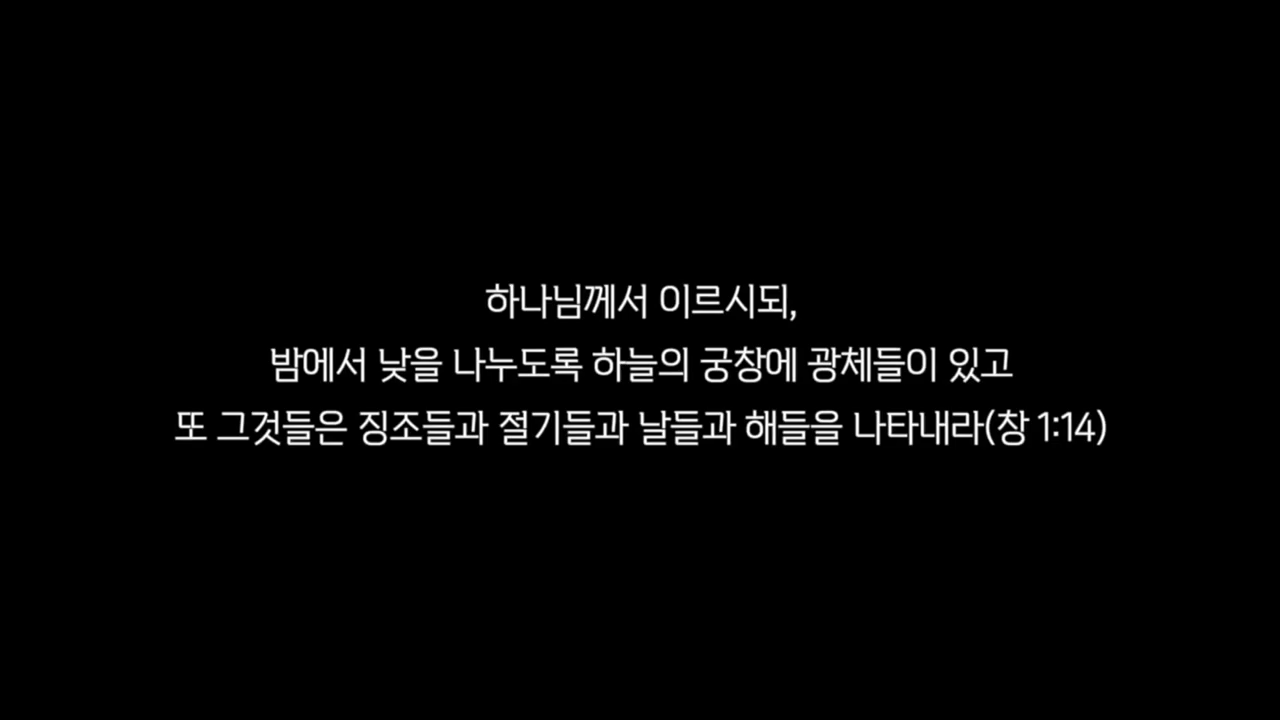 하나님께서 이르시되,
밤에서 낮을 나누도록 하늘의 궁창에 광체들이 있고
또 그것들은 징조들과 절기들과 날들과 해들을 나타내라(창 1:14)